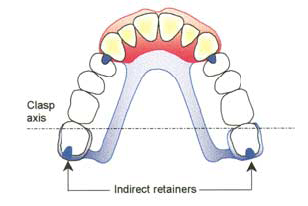 Clasp
axis
Indirect retainers